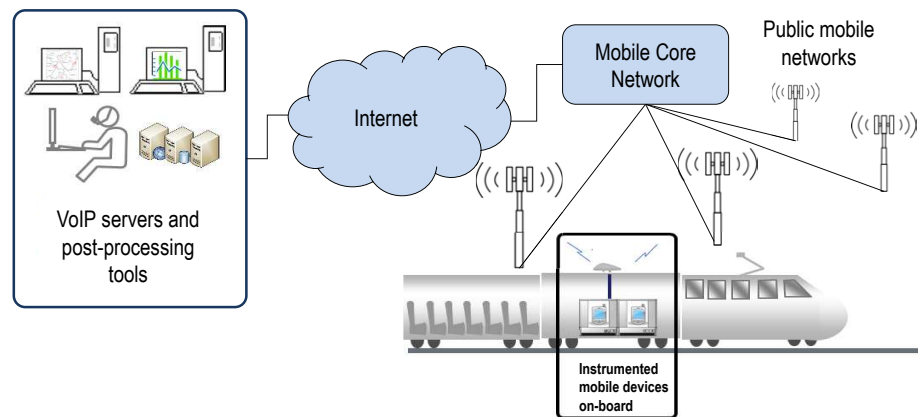 VoIP servers and
post-processing
tools
Internet
Mobile Core
Network
Public mobile
networks
Instrumented
mobile devices
on-board